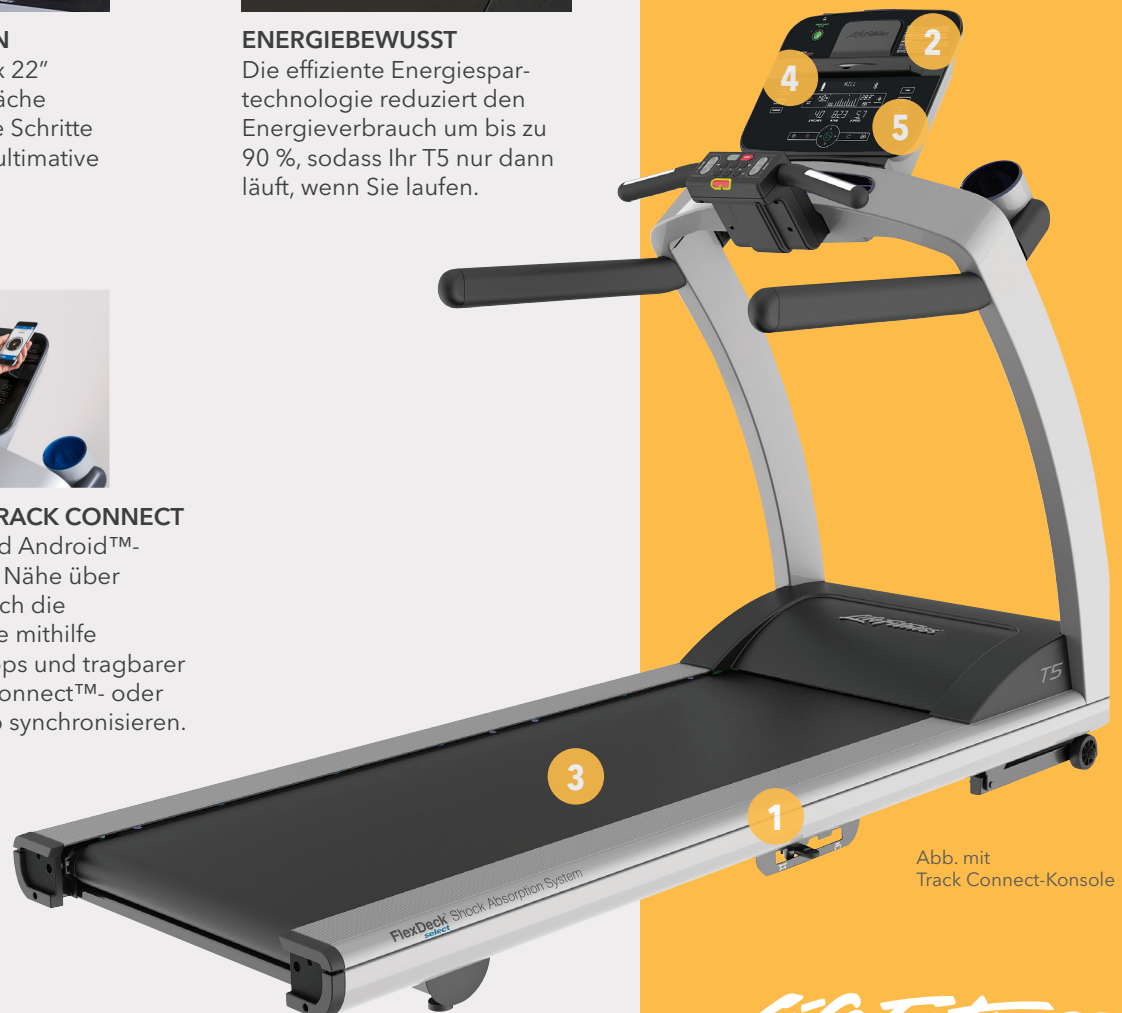 N
x 22”
äche
e Schritte
ultimative
ENERGIEBEWUSST
Die effiziente Energiespar-
technologie reduziert den
Energieverbrauch um bis zu
90 %, sodass Ihr T5 nur dann
läuft, wenn Sie laufen.
RACK CONNECT
d Android™-
Nähe über
ch die
e mithilfe
ps und tragbarer
onnect™- oder
synchronisieren.
2
4
5
3
1
HILL
LifeFitness
T5
FlexDeck Shock Absorption System
select
Abb. mit
Track Connect-Konsole